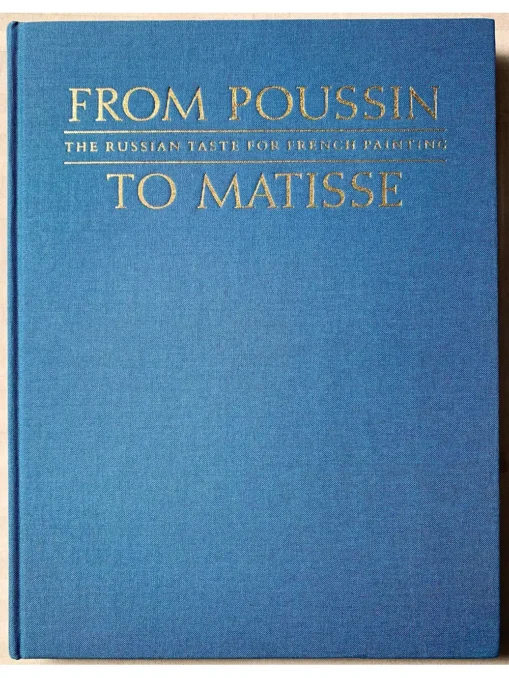 FROM POUSSIN
THE RUSSIAN TASTE FOR FRENCH PAINTING
TO MATISSE